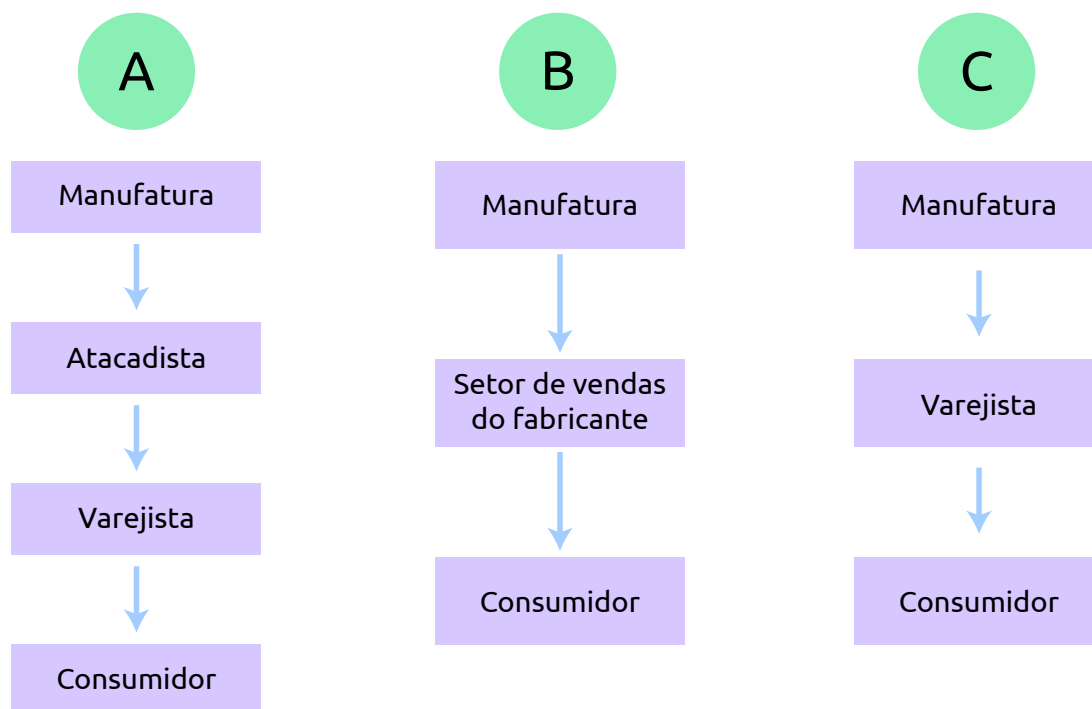 A
Manufatura
Atacadista
Varejista
Consumidor
B
Manufatura
Setor de vendas
do fabricante
Consumidor
C
Manufatura
Varejista
Consumidor